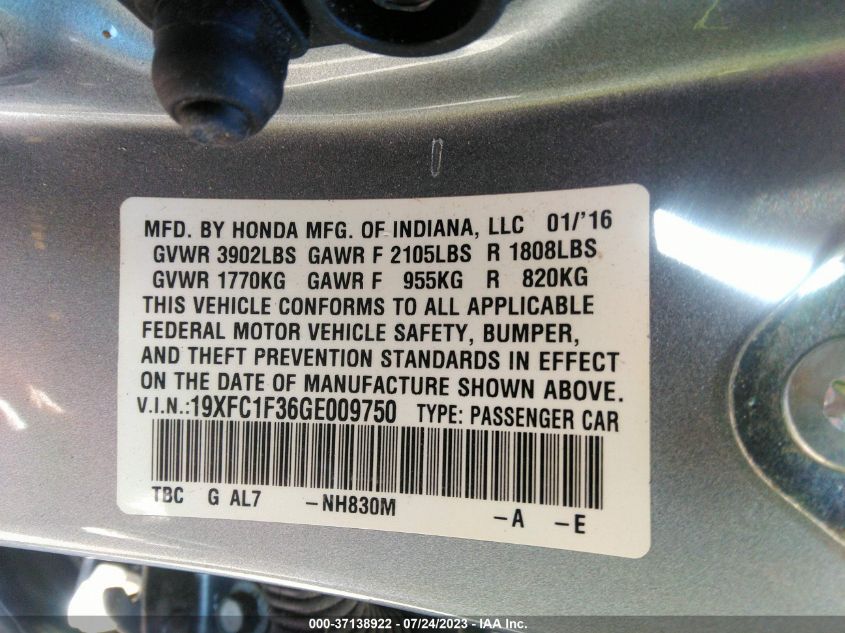 MFD. BY HONDA MFG. OF INDIANA, LLC 01/'16
GVWR 3902LBS GAWR F 2105LBS R 1808LBS
GVWR 1770KG GAWR F 955KG R 820KG
THIS VEHICLE CONFORMS TO ALL APPLICABLE
FEDERAL MOTOR VEHICLE SAFETY, BUMPER,
AND THEFT PREVENTION STANDARDS IN EFFECT
ON THE DATE OF MANUFACTURE SHOWN ABOVE.
V.I.N.:19XFC1F36GE009750 TYPE: PASSENGER CAR
TBC G AL7 -NH830M -A -E
000-37138922 - 07/24/2023 - IAA Inc.